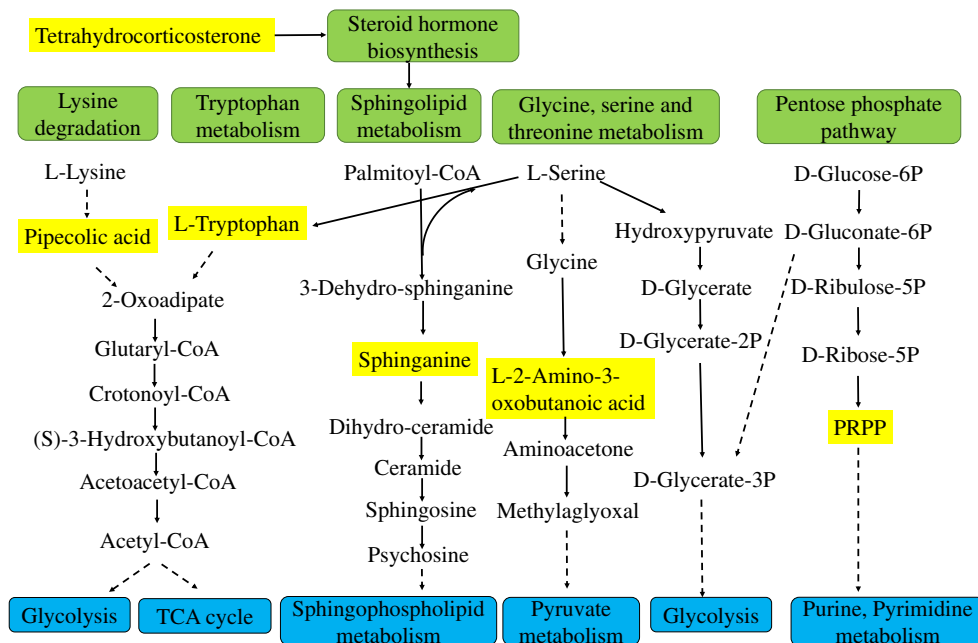 Tetrahydrocorticosterone
Steroid hormone
biosynthesis
Lysine
degradation
Tryptophan
metabolism
Sphingolipid
metabolism
Glycine, serine and
threonine metabolism
Pentose phosphate
pathway
L-Lysine
Palmitoyl-CoA
L-Serine
D-Glucose-6P
Pipecolic acid
L-Tryptophan
Hydroxypyruvate
D-Gluconate-6P
Glycine
2-Oxoadipate
3-Dehydro-sphinganine
D-Glycerate
D-Ribulose-5P
Glutaryl-CoA
Sphinganine
D-Glycerate-2P
D-Ribose-5P
L-2-Amino-3-
oxobutanoic acid
Crotonoyl-CoA
(S)-3-Hydroxybutanoyl-CoA
Dihydro-ceramide
Aminoacetone
PRPP
Acetoacetyl-CoA
Ceramide
D-Glycerate-3P
Sphingosine
Methylaglyoxal
Acetyl-CoA
Psychosine
Glycolysis
TCA cycle
Sphingophospholipid
metabolism
Pyruvate
metabolism
Glycolysis
Purine, Pyrimidine
metabolism